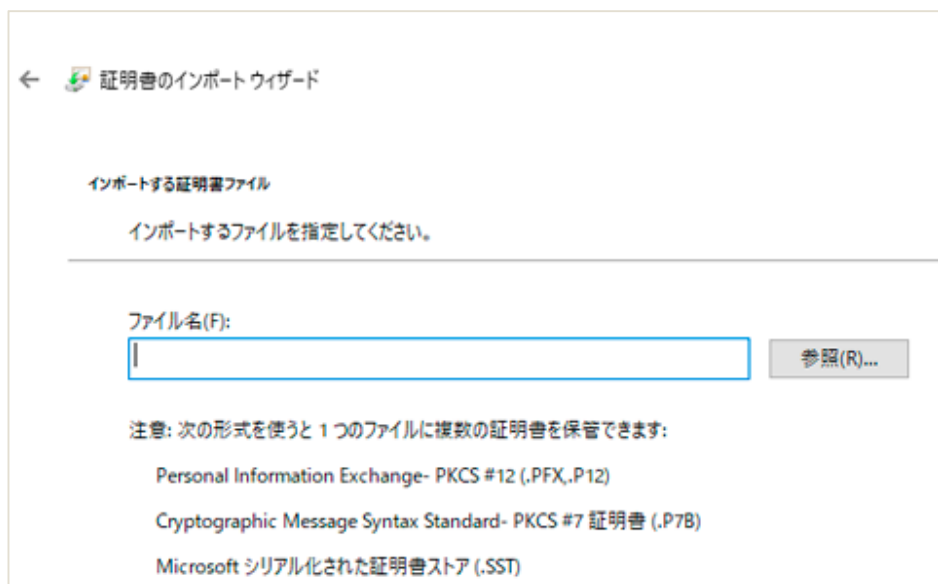 証明書のインポート ウィザード
インポートする証明書ファイル
インポートするファイルを指定してください。
ファイル名(F):
参照(R)...
注意: 次の形式を使うと 1 つのファイルに複数の証明書を保管できます:
Personal Information Exchange- PKCS #12 (.PFX,.P12)
Cryptographic Message Syntax Standard- PKCS #7 証明書 (.P7B)
Microsoft シリアル化された証明書ストア (.SST)